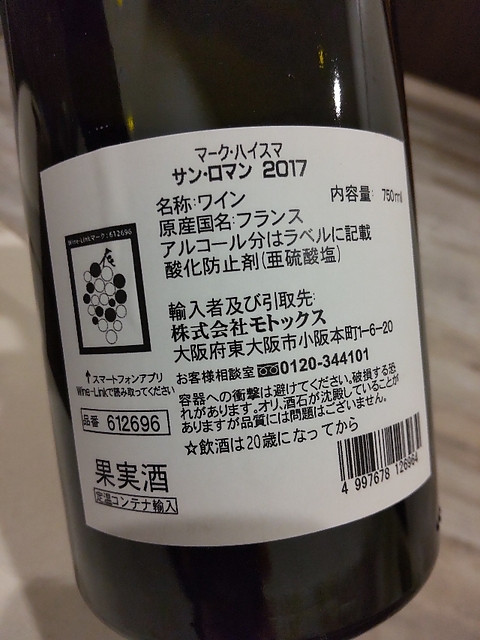 マーク・ハイスマ
サン・ロマン 2017
名称:ワイン 内容量: 750ml
原産国名:フランス
アルコール分はラベルに記載
酸化防止剤(亜硫酸塩)
Wine-Linkマーク:612696
輸入者及び引取先:
株式会社モトックス
大阪府東大阪市小阪本町1-6-20
お客様相談室 0120-344101
↑スマートフォンアプリ
Wine-Linkで読み取ってください
容器への衝撃は避けてください。破損する恐
れがあります。オリ、酒石が沈殿していることが
ありますが品質には問題はございません。
品番 612696
☆飲酒は20歳になってから
果実酒
定温コンテナ輸入
4 997678 126964